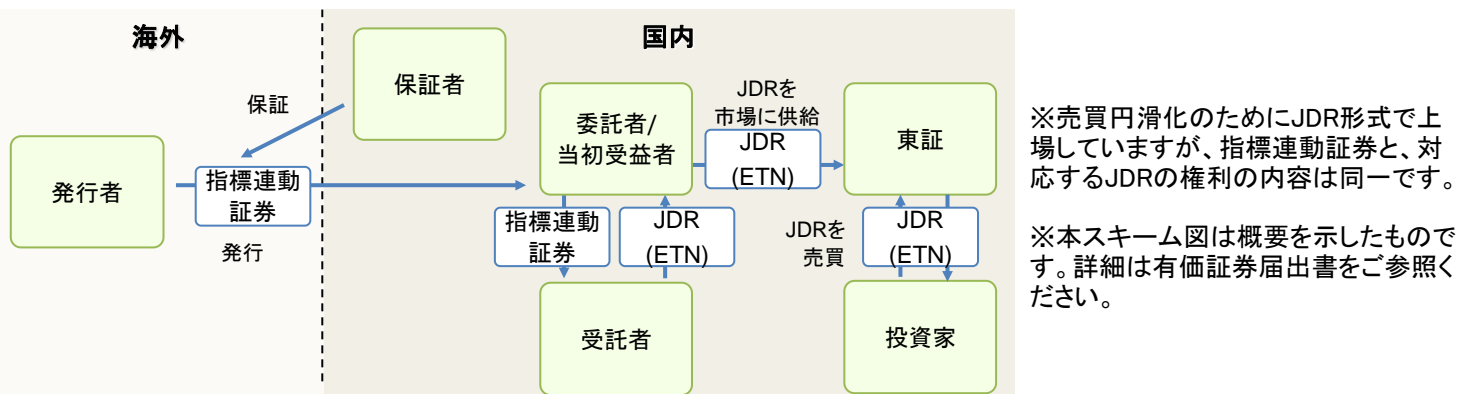 海外
国内
保証者
保証
発行者
指標連動
証券
発行
委託者/
当初受益者
JDRを
市場に供給
JDR
(ETN)
東証
指標連動
証券
JDR
(ETN)
JDRを
売買
JDR
(ETN)
受託者
投資家
※売買円滑化のためにJDR形式で上
場していますが、指標連動証券と、対
応するJDRの権利の内容は同一です。
※本スキーム図は概要を示したもので
す。詳細は有価証券届出書をご参照く
ださい。